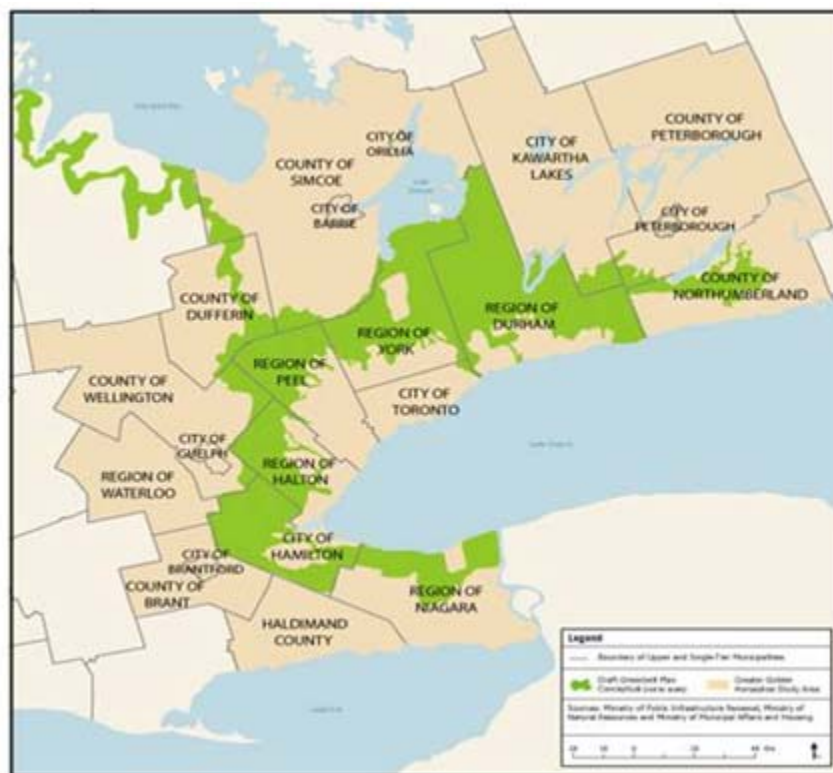 CITY OF
ORILLIA
COUNTY OF
SIMCOE
CITY OF
BARRIE
CITY OF
KAWARTHA
LAKES
COUNTY OF
PETERBOROUGH
CITY OF
PETERBOROUGH
COUNTY OF
NORTHUMBERLAND
COUNTY OF
DUFFERIN
REGION OF
YORK
REGION OF
DURHAM
REGION OF
PEEL
CITY OF
TORONTO
COUNTY OF
WELLINGTON
CITY OF
GUELPH
REGION OF
WATERLOO
REGION OF
HALTON
CITY OF
HAMILTON
CITY OF
BRANTFORD
COUNTY OF
BRANT
REGION OF
NIAGARA
HALDIMAND
COUNTY
Legend
Boundary of Upper and Single-Tier Municipalities
Draft Greenbelt Plan
Greater Golden
Horseshoe Study Area
Sources: Ministry of Public Infrastructure Renewal, Ministry of
Natural Resources and Ministry of Municipal Affairs and Housing